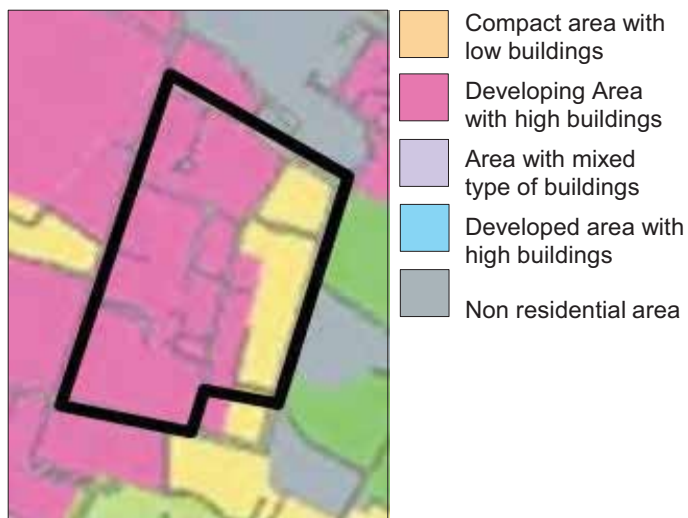 Compact area with
low buildings
Developing Area
with high buildings
Area with mixed
type of buildings
Developed area with
high buildings
Non residential area